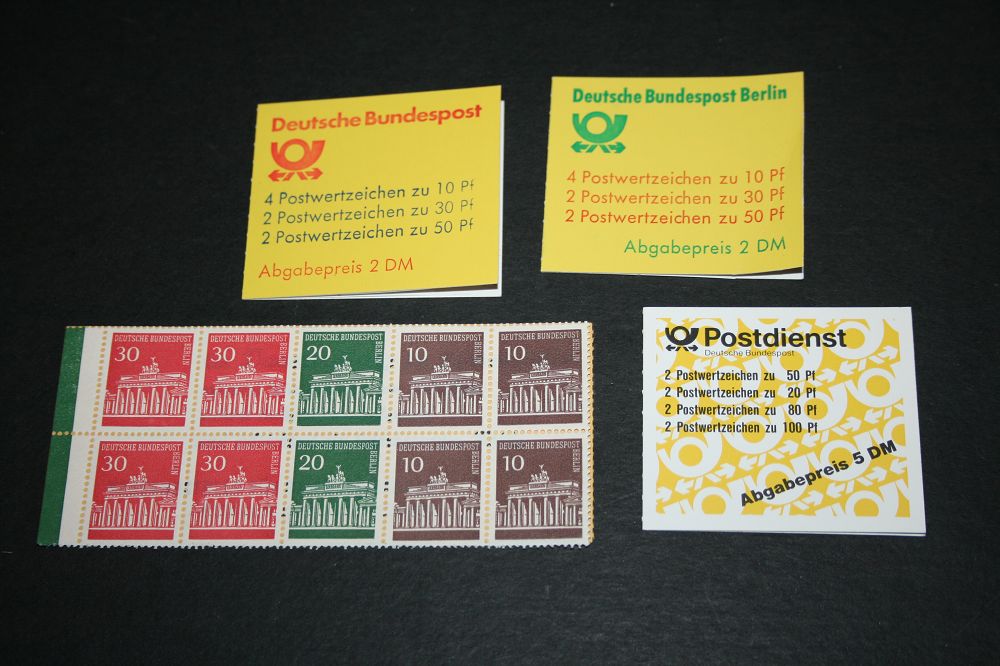 Deutsche Bundespost
4 Postwertzeichen zu 10 Pf
2 Postwertzeichen zu 30 Pf
2 Postwertzeichen zu 50 Pf
Abgabepreis 2 DM
Deutsche Bundespost Berlin
4 Postwertzeichen zu 10 Pf
2 Postwertzeichen zu 30 Pf
2 Postwertzeichen zu 50 Pf
Abgabepreis 2 DM
DEUTSCHE BUNDESPOST
BERLIN
30
DEUTSCHE BUNDESPOST
BERLIN
30
DEUTSCHE BUNDESPOST
BERLIN
20
DEUTSCHE BUNDESPOST
BERLIN
10
DEUTSCHE BUNDESPOST
BERLIN
10
DEUTSCHE BUNDESPOST
BERLIN
30
DEUTSCHE BUNDESPOST
BERLIN
30
DEUTSCHE BUNDESPOST
BERLIN
20
DEUTSCHE BUNDESPOST
BERLIN
10
DEUTSCHE BUNDESPOST
BERLIN
10
Postdienst
Deutsche Bundespost
2 Postwertzeichen zu 50 Pf
2 Postwertzeichen zu 20 Pf
2 Postwertzeichen zu 80 Pf
2 Postwertzeichen zu 100 Pf
Abgabepreis 5 DM